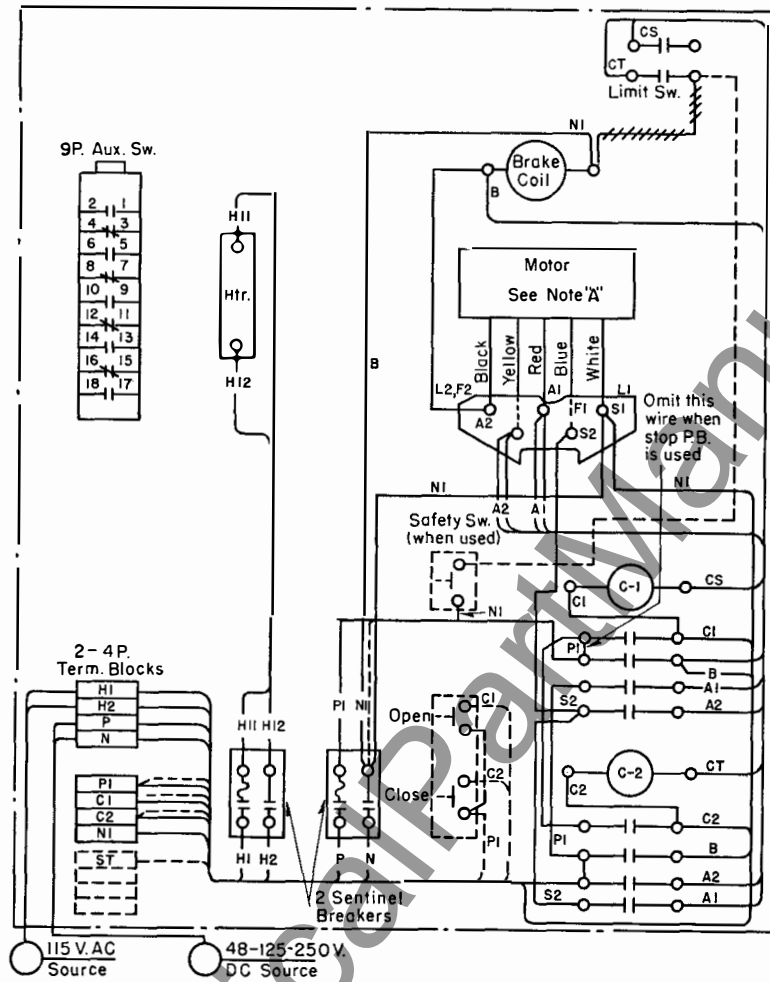 CS
CT
Limit Sw.
N1
Brake
Coil
B
9P. Aux. Sw.
2 1
4 3
6 5
8 7
10 9
12 11
14 13
16 15
18 17
H11
Htr.
H12
B
Motor
See Note "A"
Black
Yellow
Red
Blue
White
L2,F2
A1
L1
A2
F1
S1
S2
Omit this
wire when
stop P.B.
is used
N1
N1
A2
A1
Safety Sw.
(when used)
N1
C-1
C1
CS
C1
P1
B
A1
S2
A2
2-4P.
Term. Blocks
H1
H2
P
N
P1
C1
C2
N1
ST
H11
H12
P1
N1
H1
H2
P
N
2 Sentinel
Breakers
Open
C1
Close
C2
P1
C-2
C2
CT
C2
P1
B
A2
S2
A1
115 V. AC
Source
48-125-250 V.
DC Source
calPartManu